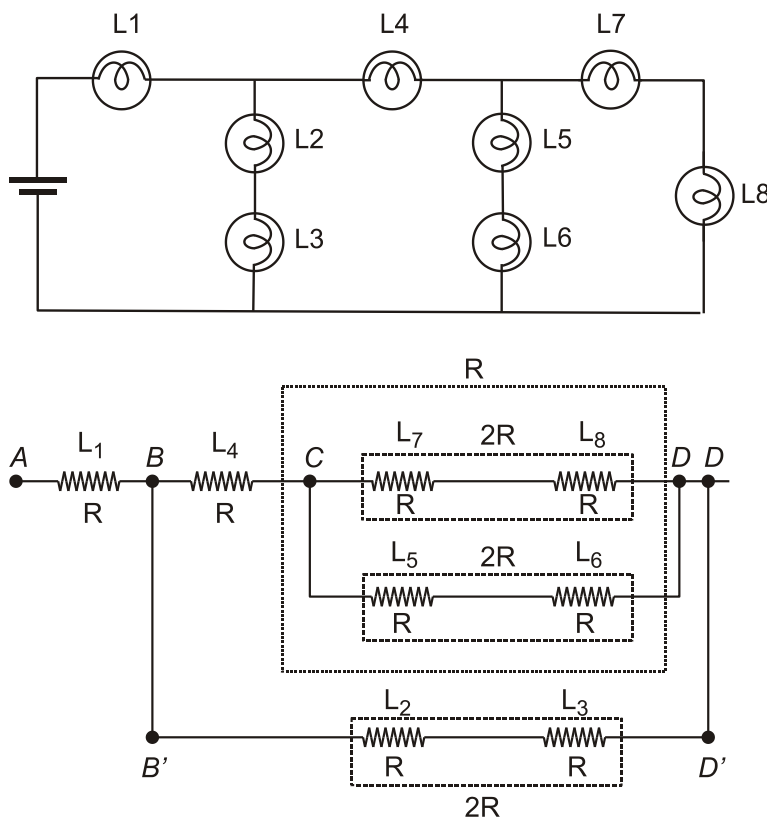 L1 L4 L7
L2 L5
L8
L3 L6
R
L₇ 2R L₈
A L₁ B L₄ C D D
R R R R
L₅ 2R L₆
R R
L₂ L₃
R R
B' D'
2R